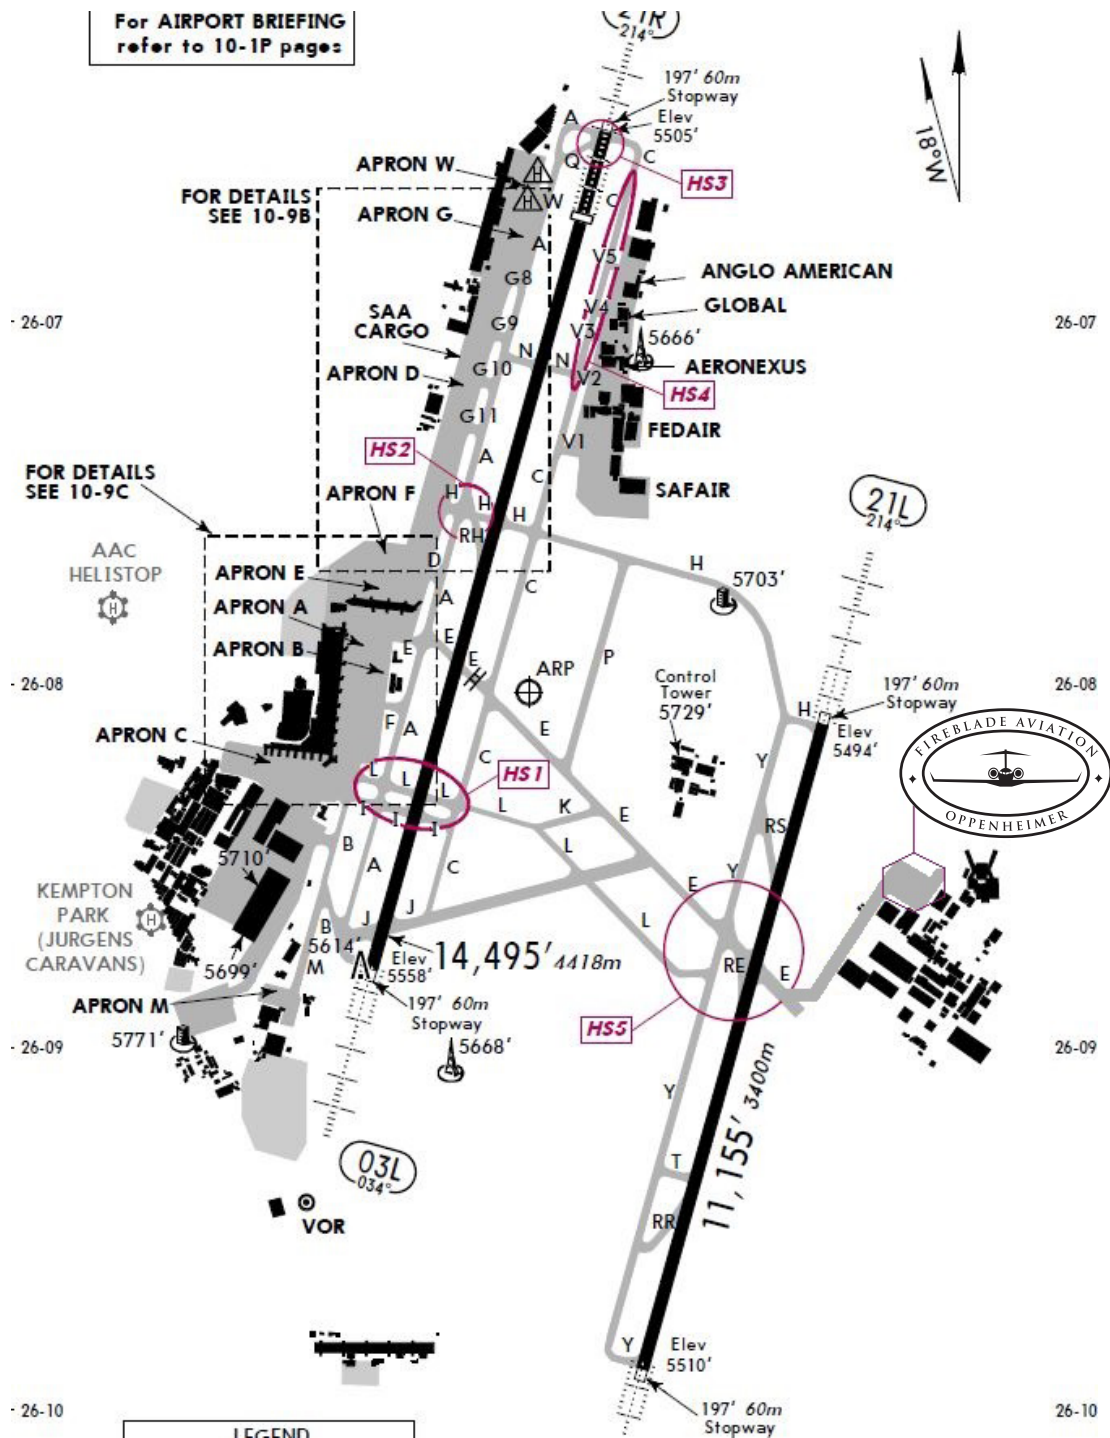 For AIRPORT BRIEFING
refer to 10-1P pages
21R
214°
197' 60m
Stopway
Elev
5505'
18°W
A
Q
C
HS3
APRON W
FOR DETAILS
SEE 10-9B
H
H
W
C
APRON G
A
V5
ANGLO AMERICAN
G8
V4
GLOBAL
26-07
SAA
CARGO
G9
V3
5666'
26-07
N
N
G10
AERONEXUS
APRON D
V2
HS4
G11
V1
FEDAIR
HS2
A
FOR DETAILS
SEE 10-9C
C
SAFAIR
APRON F
H
H
H
21L
214°
RH
AAC
HELISTOP
H
D
H
5703'
APRON E
C
APRON A
A
E
APRON B
E
E
P
ARP
Control
Tower
5729'
26-08
26-08
197' 60m
Stopway
F
A
E
H
Elev
5494'
APRON C
C
Y
FIREBLADE AVIATION
OPPENHEIMER
L
L
L
HS1
L
K
E
I
I
I
RS
B
L
5710'
A
C
Y
KEMPTON
PARK
(JURGENS
CARAVANS)
H
E
J
J
B
L
5614'
M
Elev
5558'
14,495' 4418m
5699'
RE
E
APRON M
197' 60m
Stopway
HS5
5771'
5668'
26-09
26-09
Y
11,155' 3400m
03L
034°
T
VOR
RR
Y
Elev
5510'
26-10
197' 60m
Stopway
26-10
LEGEND